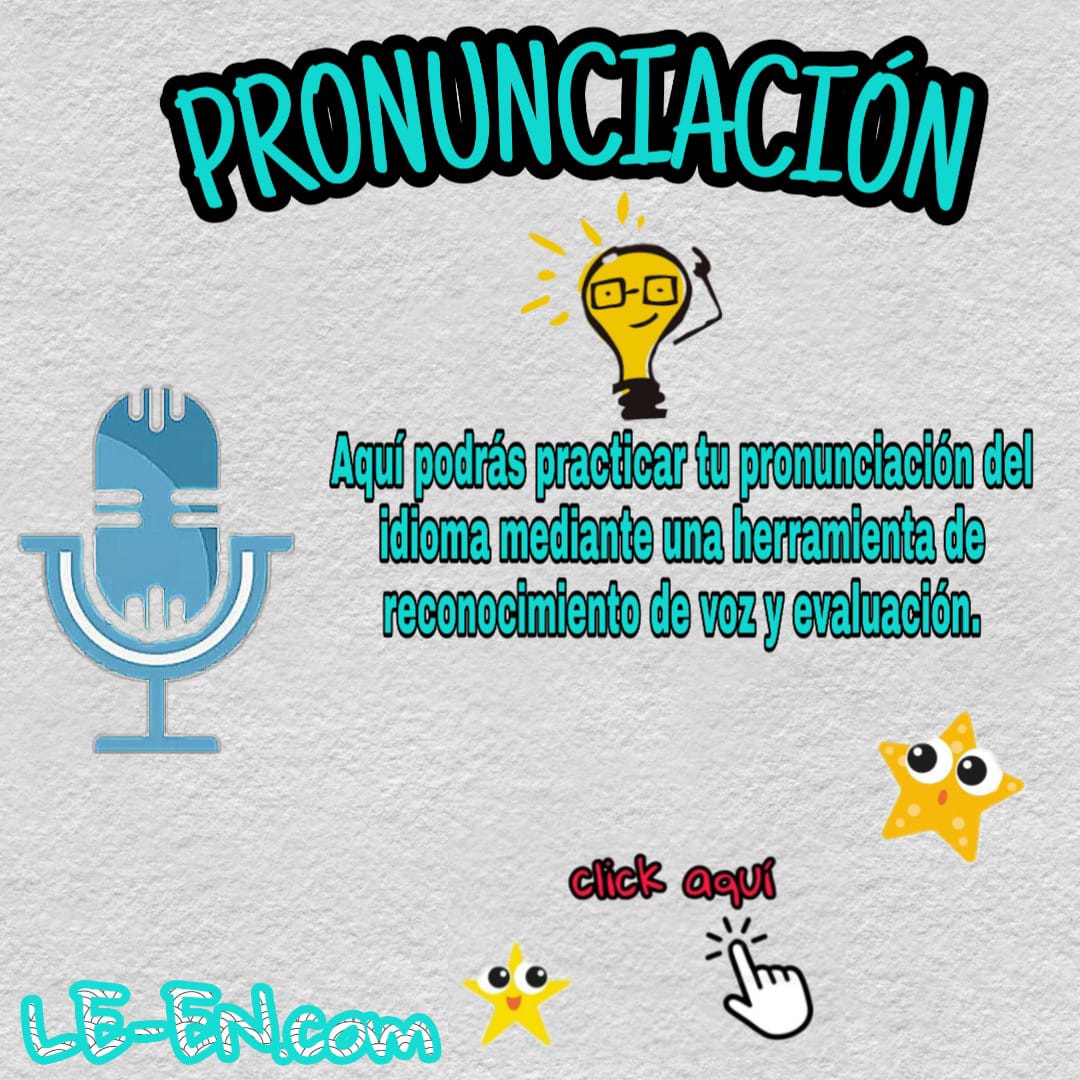 PRONUNCIACIÓN
Aquí podrás practicar tu pronunciación del
idioma mediante una herramienta de
reconocimiento de voz y evaluación.
click aquí
LE-EN.com